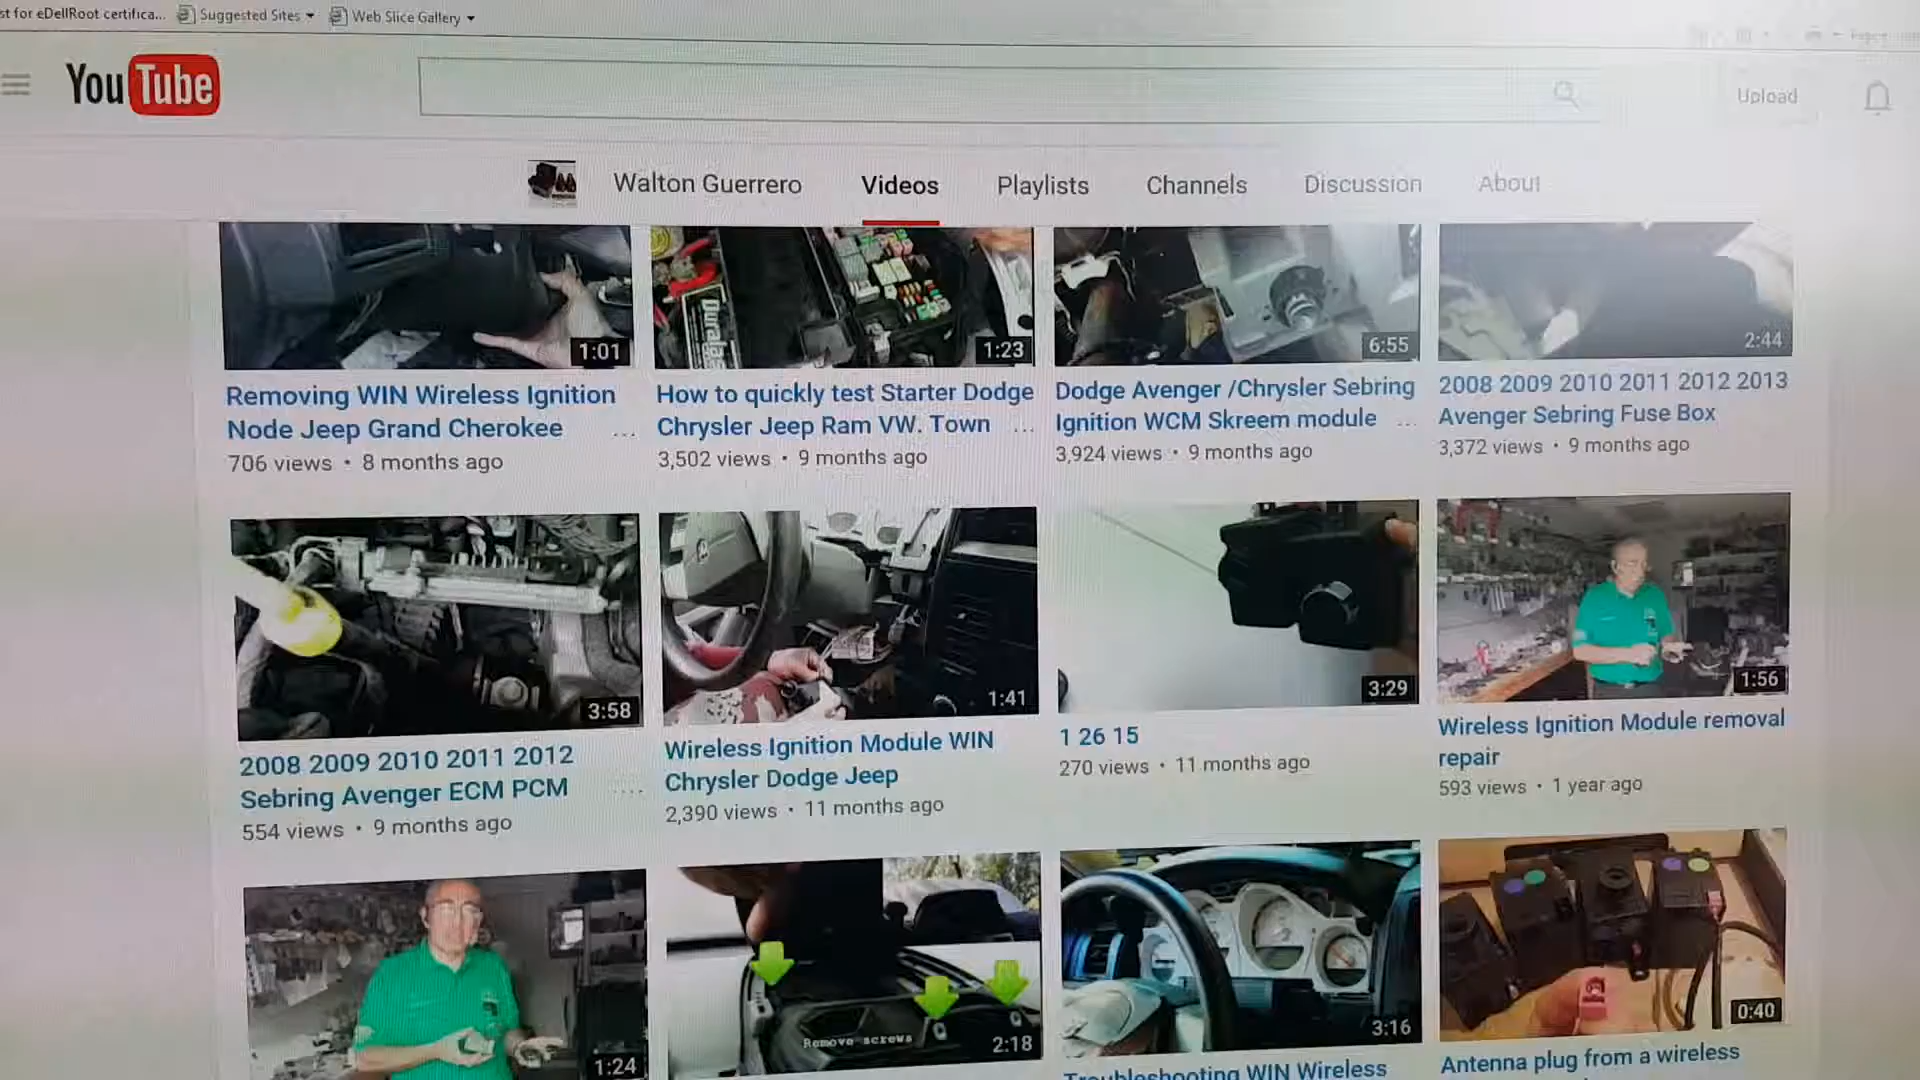 st for eDellRoot certifica... Suggested Sites Web Slice Gallery
YouTube
Upload
Walton Guerrero Videos Playlists Channels Discussion About
Duralas
1:01
1:23
6:55
2:44
Removing WIN Wireless Ignition
Node Jeep Grand Cherokee ...
706 views • 8 months ago
How to quickly test Starter Dodge
Chrysler Jeep Ram VW. Town ...
3,502 views • 9 months ago
Dodge Avenger /Chrysler Sebring
Ignition WCM Skreem module ...
3,924 views • 9 months ago
2008 2009 2010 2011 2012 2013
Avenger Sebring Fuse Box
3,372 views • 9 months ago
3:58
1:41
3:29
1:56
2008 2009 2010 2011 2012
Sebring Avenger ECM PCM ....
554 views • 9 months ago
Wireless Ignition Module WIN
Chrysler Dodge Jeep
2,390 views • 11 months ago
1 26 15
270 views • 11 months ago
Wireless Ignition Module removal
repair
593 views • 1 year ago
1:24
Remove screws
2:18
3:16
0:40
Troubleshooting WIN Wireless
Antenna plug from a wireless